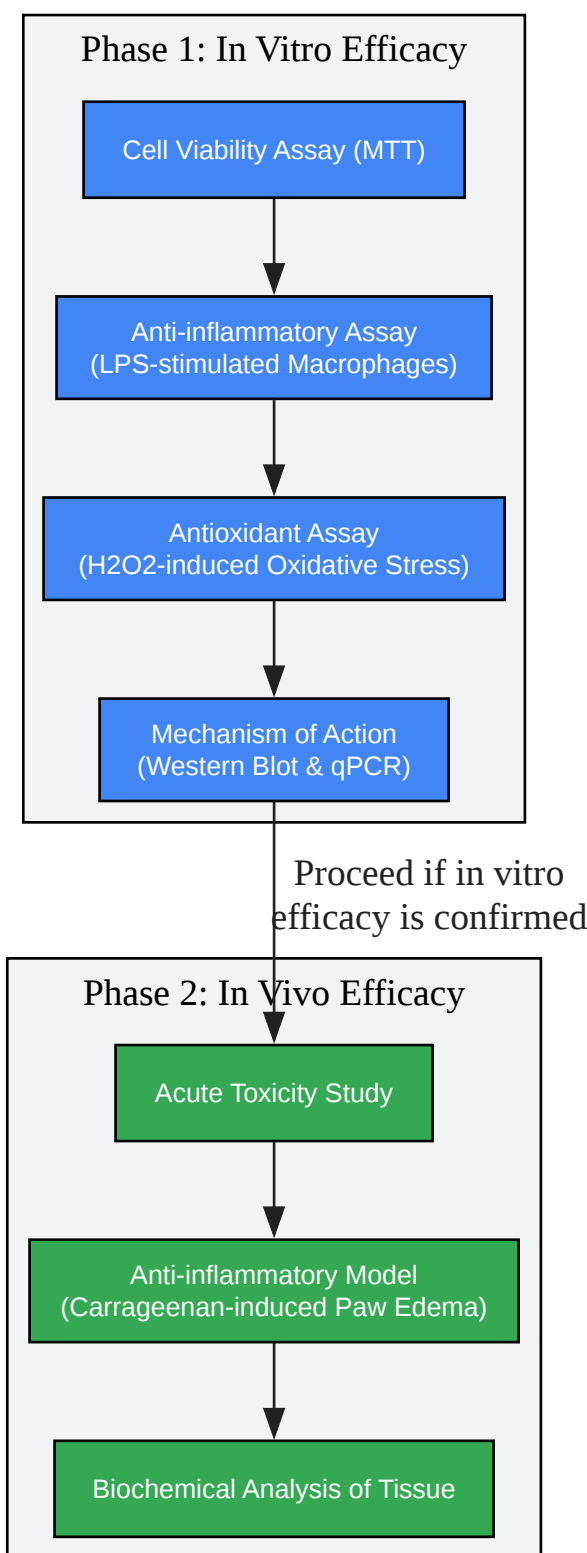 Phase 1: In Vitro Efficacy
Cell Viability Assay (MTT)
Anti-inflammatory Assay
(LPS-stimulated Macrophages)
Antioxidant Assay
(H2O2-induced Oxidative Stress)
Mechanism of Action
(Western Blot & qPCR)
Proceed if in vitro
efficacy is confirmed
Phase 2: In Vivo Efficacy
Acute Toxicity Study
Anti-inflammatory Model
(Carrageenan-induced Paw Edema)
Biochemical Analysis of Tissue